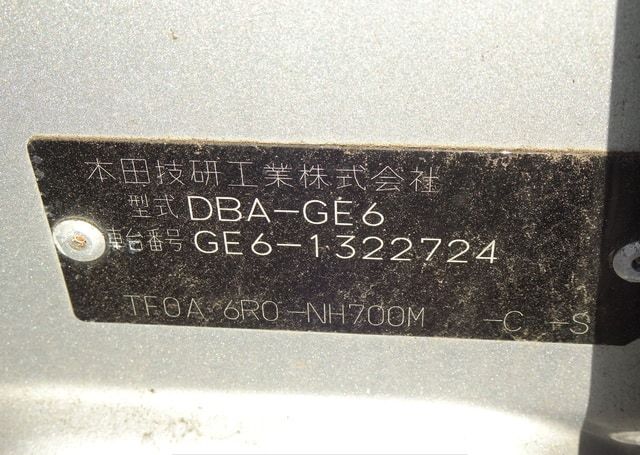 本田技研工業株式会社
型式 DBA-GE6
車台番号 GE6-1322724
TF0A 6R0-NH700M -C -S